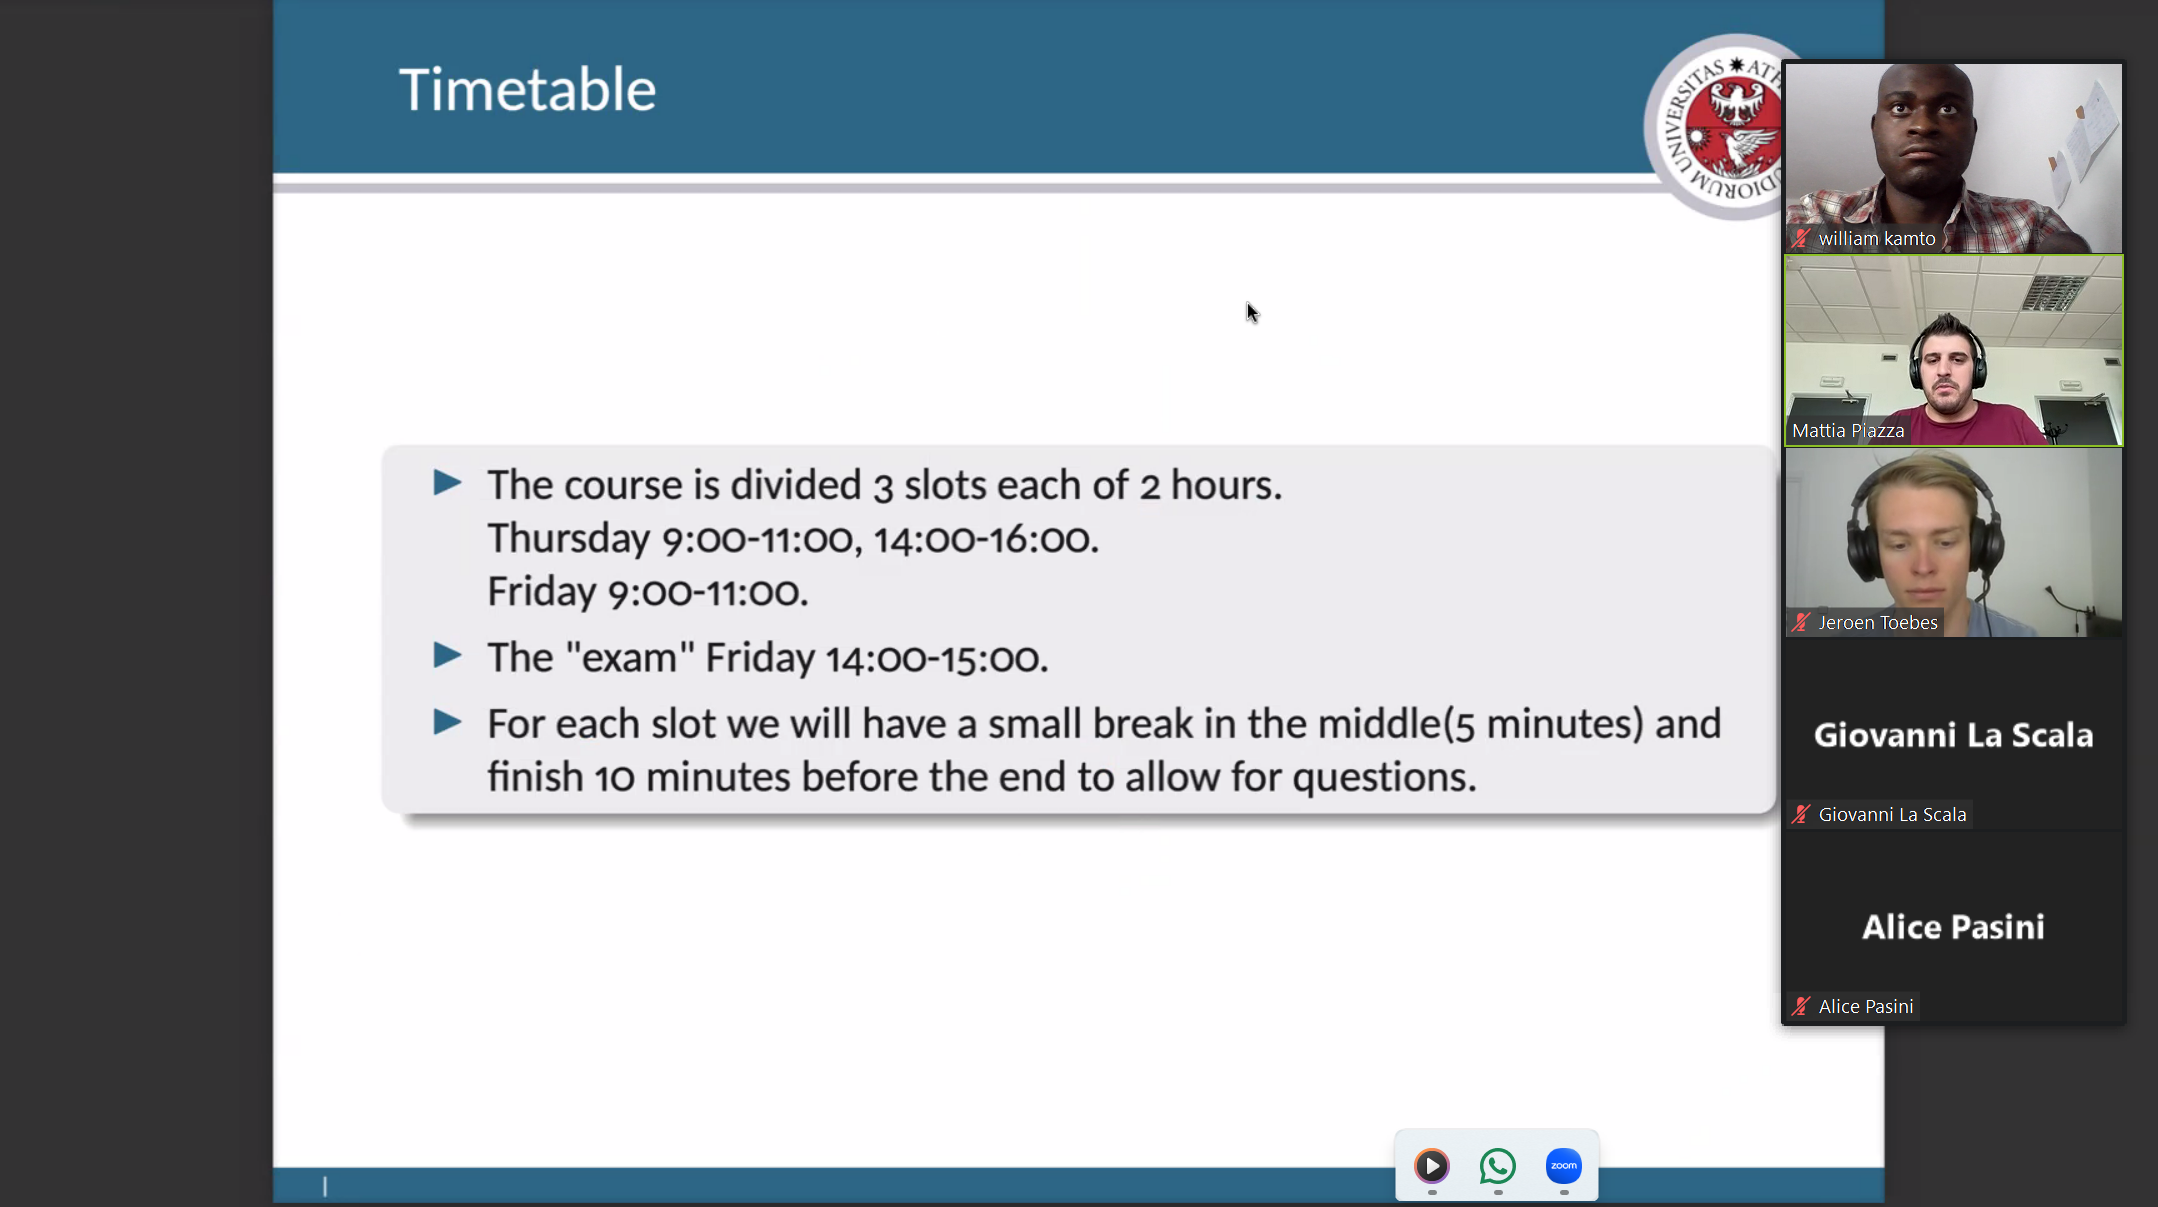 Timetable
UNIVERSITAS ATH
UDIORUM
The course is divided 3 slots each of 2 hours.
Thursday 9:00-11:00, 14:00-16:00.
Friday 9:00-11:00.
The "exam" Friday 14:00-15:00.
For each slot we will have a small break in the middle(5 minutes) and
finish 10 minutes before the end to allow for questions.
william kamto
Mattia Piazza
Jeroen Toebes
Giovanni La Scala
Giovanni La Scala
Alice Pasini
Alice Pasini
zoom